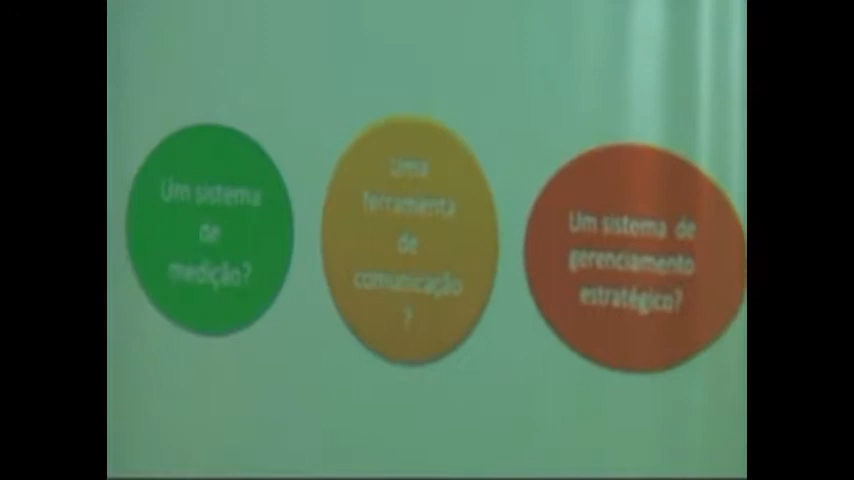 Um sistema
de
medição?
Uma
ferramenta
de
comunicação
?
Um sistema de
gerenciamento
estratégico?